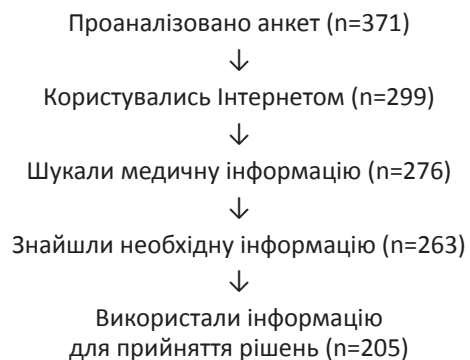 Проаналізовано анкет (n=371)
↓
Користувались Інтернетом (n=299)
↓
Шукали медичну інформацію (n=276)
↓
Знайшли необхідну інформацію (n=263)
↓
Використали інформацію
для прийняття рішень (n=205)